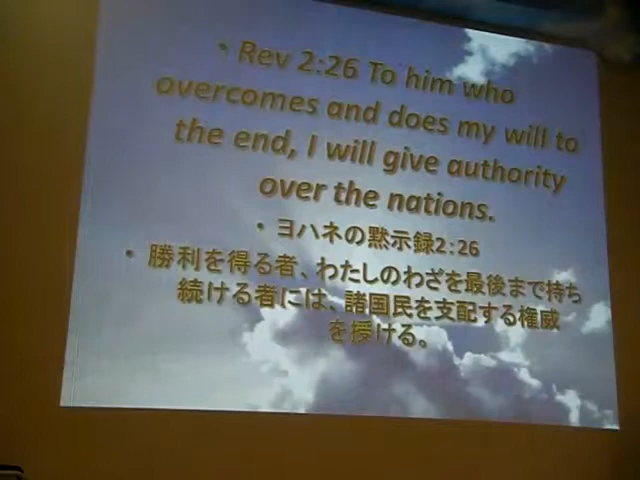 • Rev 2:26 To him who
overcomes and does my will to
the end, I will give authority
over the nations.
• ヨハネの黙示録2:26
• 勝利を得る者、わたしのわざを最後まで持ち
続ける者には、諸国民を支配する権威
を授ける。